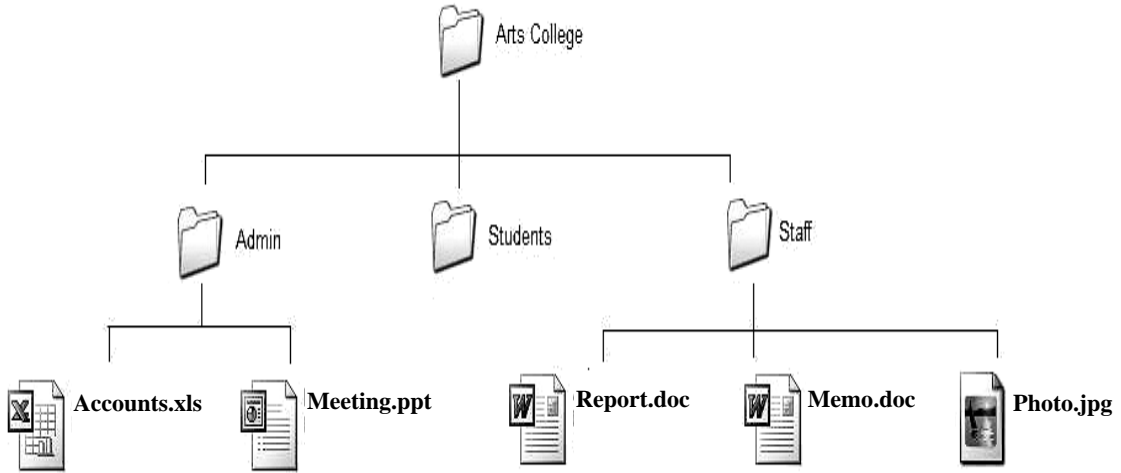 Arts College
Admin
Students
Staff
Accounts.xls
Meeting.ppt
Report.doc
Memo.doc
Photo.jpg